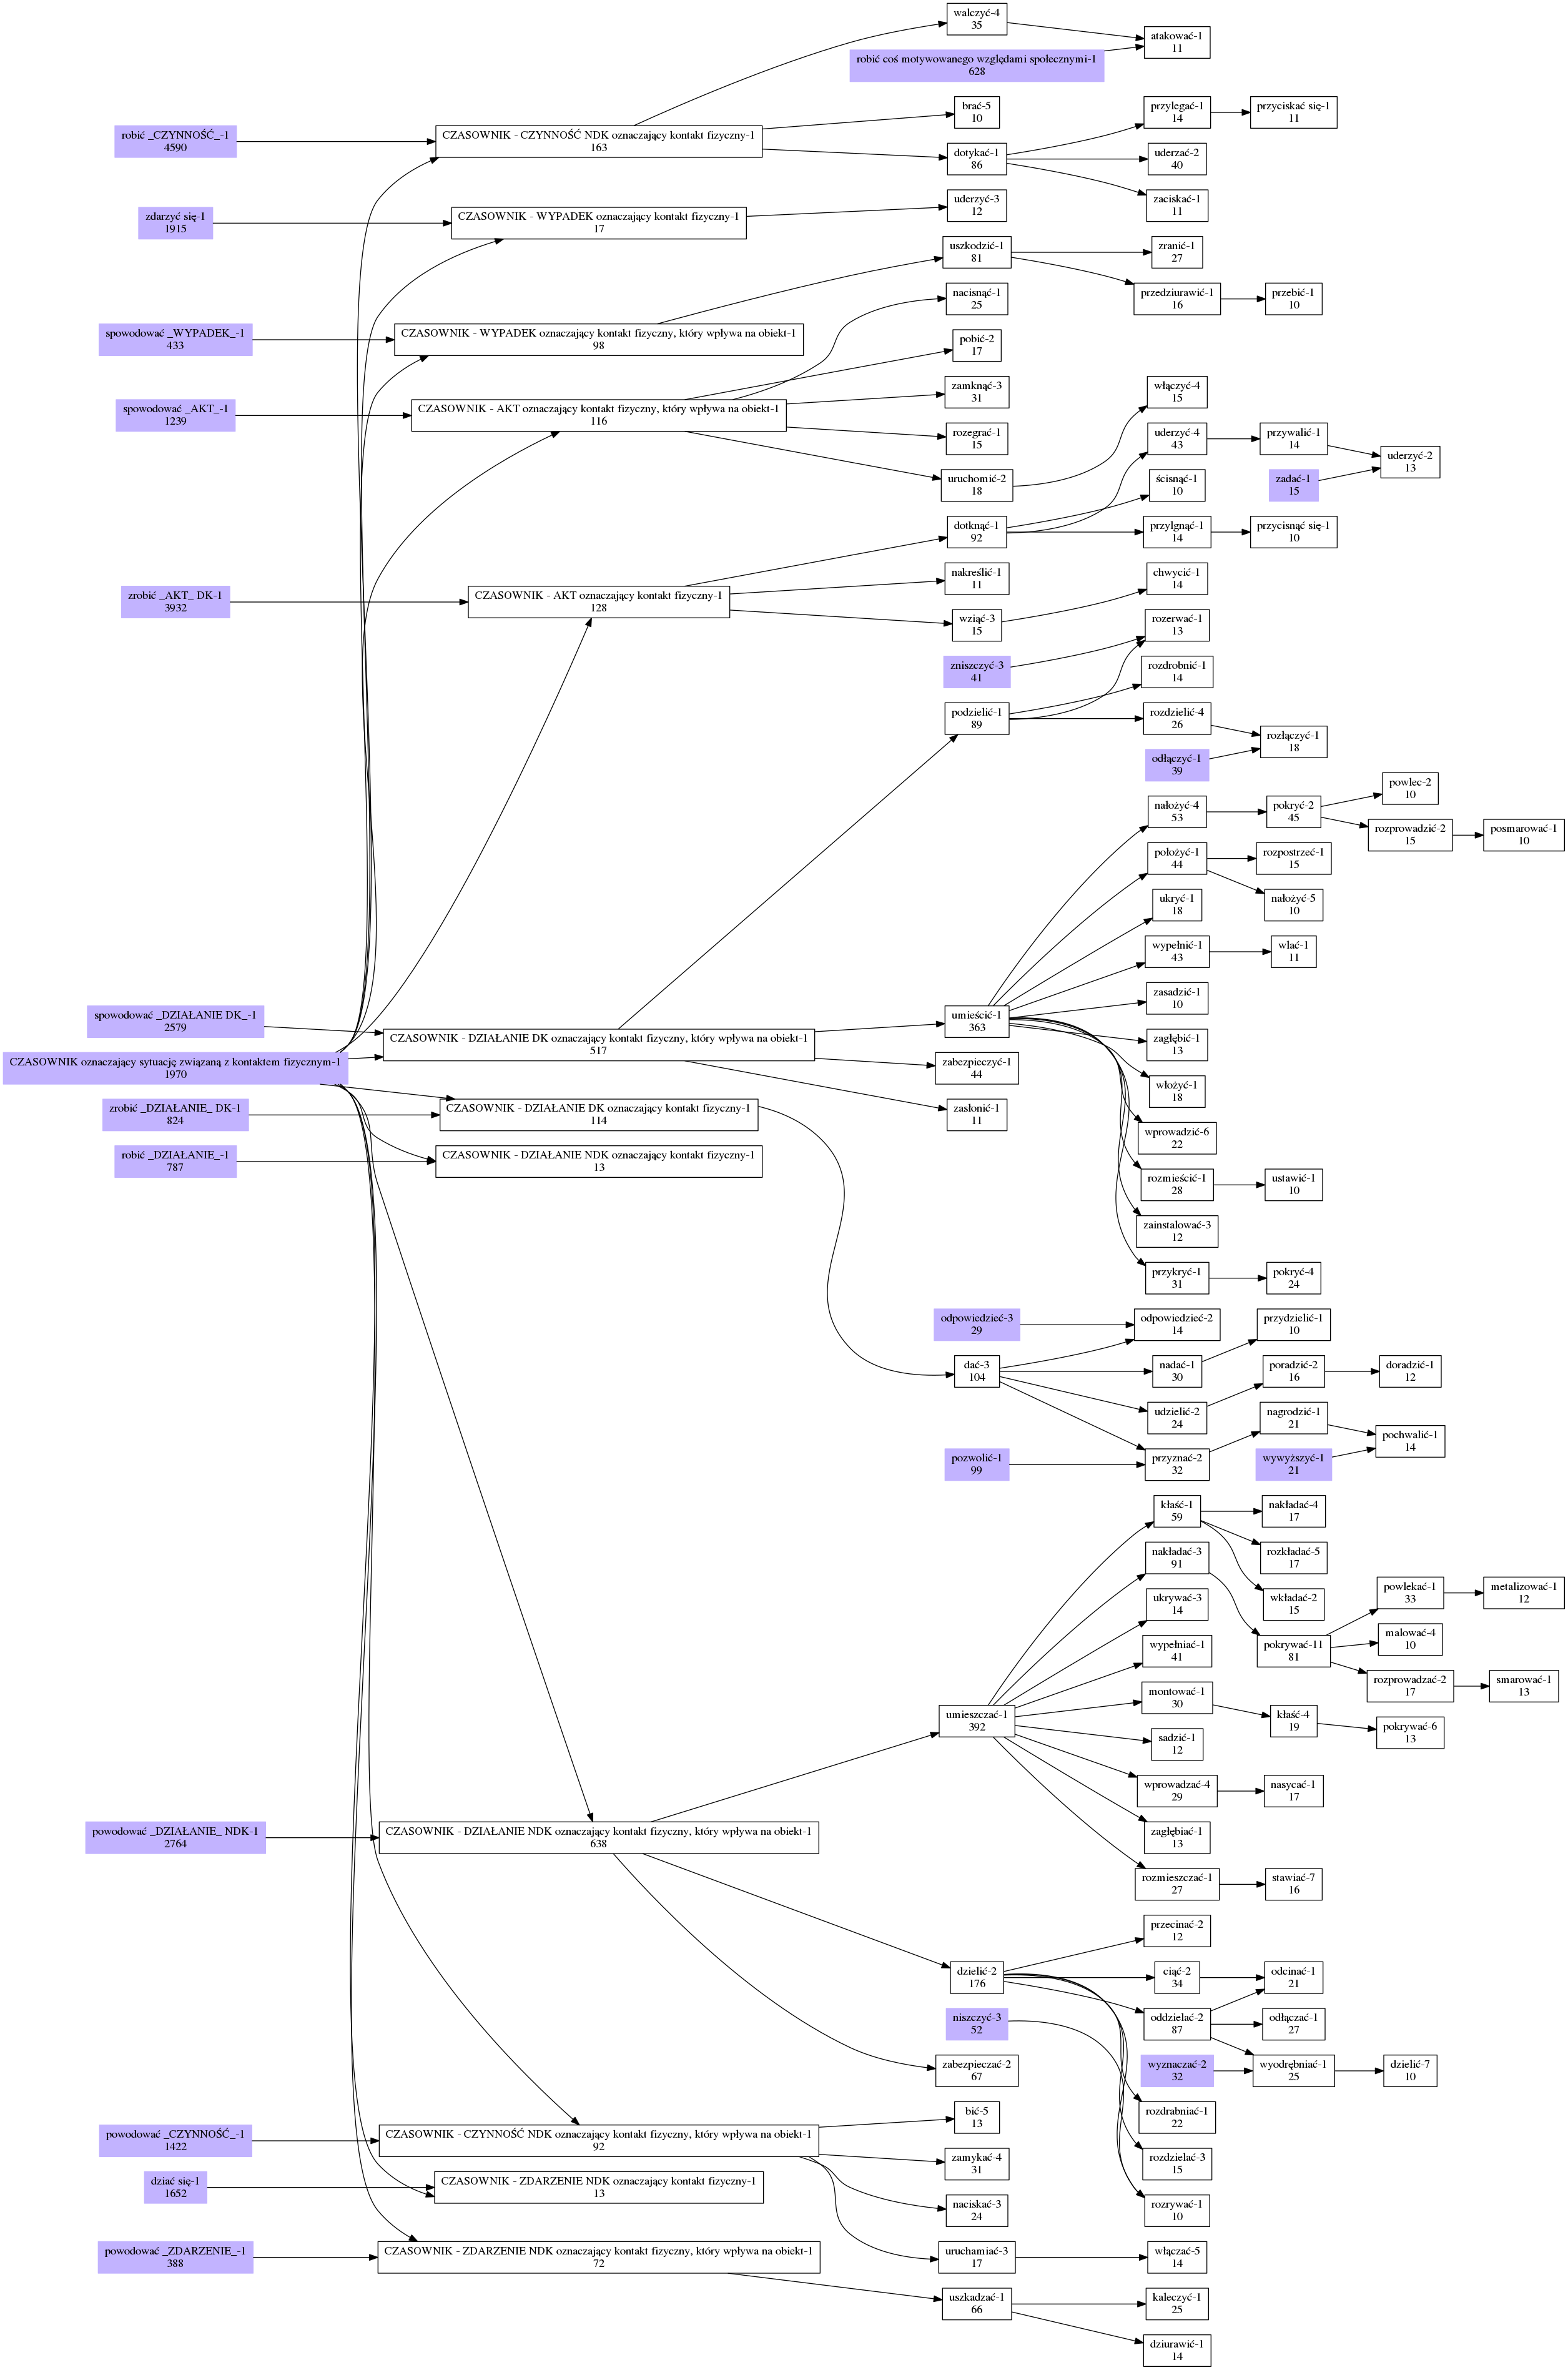 walczyć-4
35
atakować-1
11
robić coś motywowanego względami społecznymi-1
628
brać-5
10
przylegać-1
14
przyciskać się-1
11
robić _CZYNNOŚĆ_-1
4590
CZASOWNIK - CZYNNOŚĆ NDK oznaczający kontakt fizyczny-1
163
dotykać-1
86
uderzać-2
40
zaciskać-1
11
zdarzyć się-1
1915
CZASOWNIK - WYPADEK oznaczający kontakt fizyczny-1
17
uderzyć-3
12
uszkodzić-1
81
zranić-1
27
nacisnąć-1
25
przedziurawić-1
16
przebić-1
10
spowodować _WYPADEK_-1
433
CZASOWNIK - WYPADEK oznaczający kontakt fizyczny, który wpływa na obiekt-1
98
pobić-2
17
zamknąć-3
31
włączyć-4
15
spowodować _AKT_-1
1239
CZASOWNIK - AKT oznaczający kontakt fizyczny, który wpływa na obiekt-1
116
rozegrać-1
15
uderzyć-4
43
przywalić-1
14
uderzyć-2
13
uruchomić-2
18
ścisnąć-1
10
zadać-1
15
dotknąć-1
92
przylgnąć-1
14
przycisnąć się-1
10
zrobić _AKT_ DK-1
3932
CZASOWNIK - AKT oznaczający kontakt fizyczny-1
128
nakreślić-1
11
chwycić-1
14
wziąć-3
15
rozerwać-1
13
zniszczyć-3
41
rozdrobnić-1
14
podzielić-1
89
rozdzielić-4
26
rozłączyć-1
18
odłączyć-1
39
powlec-2
10
nałożyć-4
53
pokryć-2
45
rozprowadzić-2
15
posmarować-1
10
położyć-1
44
rozpostrzeć-1
15
ukryć-1
18
nałożyć-5
10
wypełnić-1
43
wlać-1
11
zasadzić-1
10
spowodować _DZIAŁANIE DK_-1
2579
umieścić-1
363
CZASOWNIK - DZIAŁANIE DK oznaczający kontakt fizyczny, który wpływa na obiekt-1
517
zagłębić-1
13
CZASOWNIK oznaczający sytuację związaną z kontaktem fizycznym-1
1970
zabezpieczyć-1
44
włożyć-1
18
zrobić _DZIAŁANIE_ DK-1
824
CZASOWNIK - DZIAŁANIE DK oznaczający kontakt fizyczny-1
114
zasłonić-1
11
wprowadzić-6
22
robić _DZIAŁANIE_-1
787
CZASOWNIK - DZIAŁANIE NDK oznaczający kontakt fizyczny-1
13
rozmieścić-1
28
ustawić-1
10
zainstalować-3
12
przykryć-1
31
pokryć-4
24
odpowiedzieć-3
29
odpowiedzieć-2
14
przydzielić-1
10
dać-3
104
nadać-1
30
poradzić-2
16
doradzić-1
12
udzielić-2
24
nagrodzić-1
21
pochwalić-1
14
pozwolić-1
99
przyznać-2
32
wywyższyć-1
21
kłaść-1
59
nakładać-4
17
nakładać-3
91
rozkładać-5
17
ukrywać-3
14
wkładać-2
15
powlekać-1
33
metalizować-1
12
wypełniać-1
41
pokrywać-11
81
malować-4
10
rozprowadzać-2
17
smarować-1
13
umieszczać-1
392
montować-1
30
kłaść-4
19
pokrywać-6
13
sadzić-1
12
wprowadzać-4
29
nasycać-1
17
powodować _DZIAŁANIE_ NDK-1
2764
CZASOWNIK - DZIAŁANIE NDK oznaczający kontakt fizyczny, który wpływa na obiekt-1
638
zagłębiać-1
13
rozmieszczać-1
27
stawiać-7
16
przecinać-2
12
dzielić-2
176
ciąć-2
34
odcinać-1
21
niszczyć-3
52
oddzielać-2
87
odłączać-1
27
zabezpieczać-2
67
wyznaczać-2
32
wyodrębniać-1
25
dzielić-7
10
bić-5
13
rozdrabniać-1
22
powodować _CZYNNOŚĆ_-1
1422
CZASOWNIK - CZYNNOŚĆ NDK oznaczający kontakt fizyczny, który wpływa na obiekt-1
92
zamykać-4
31
rozdzielać-3
15
dziać się-1
1652
CZASOWNIK - ZDARZENIE NDK oznaczający kontakt fizyczny-1
13
naciskać-3
24
rozrywać-1
10
powodować _ZDARZENIE_-1
388
CZASOWNIK - ZDARZENIE NDK oznaczający kontakt fizyczny, który wpływa na obiekt-1
72
uruchamiać-3
17
włączać-5
14
uszkadzać-1
66
kaleczyć-1
25
dziurawić-1
14